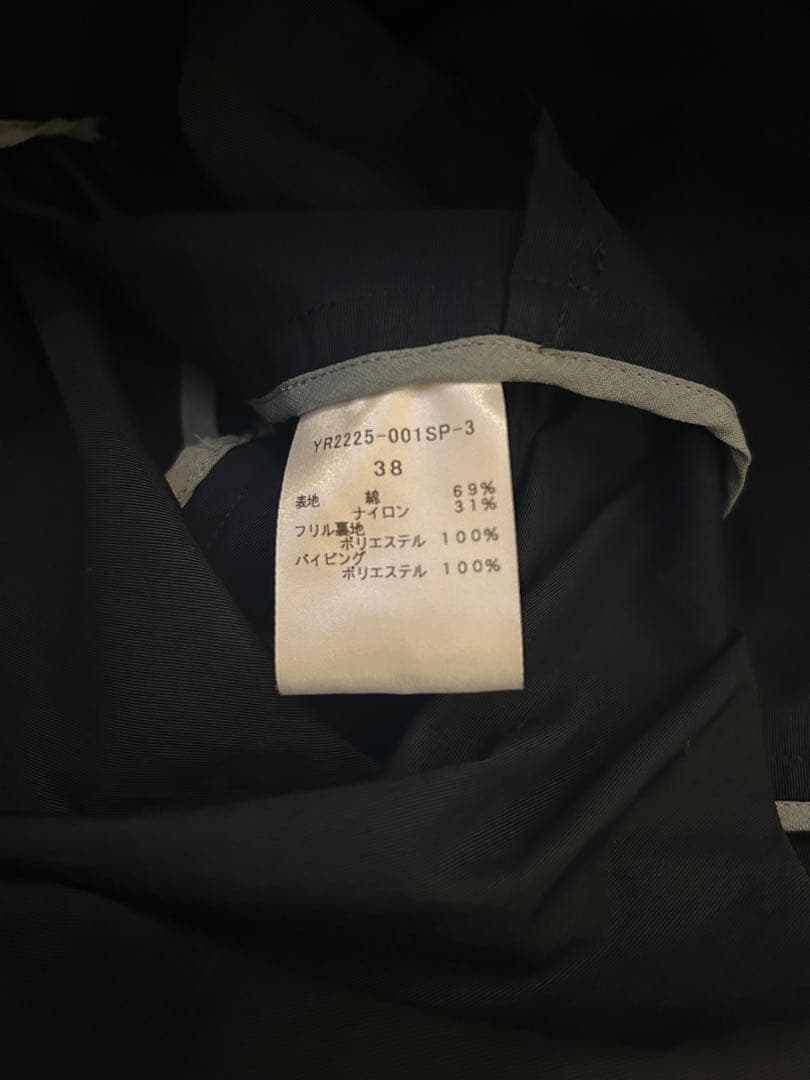 YR2225-001SP-3
38
表地 綿 69%
ナイロン 31%
フリル裏地
ポリエステル 100%
パイピング
ポリエステル 100%